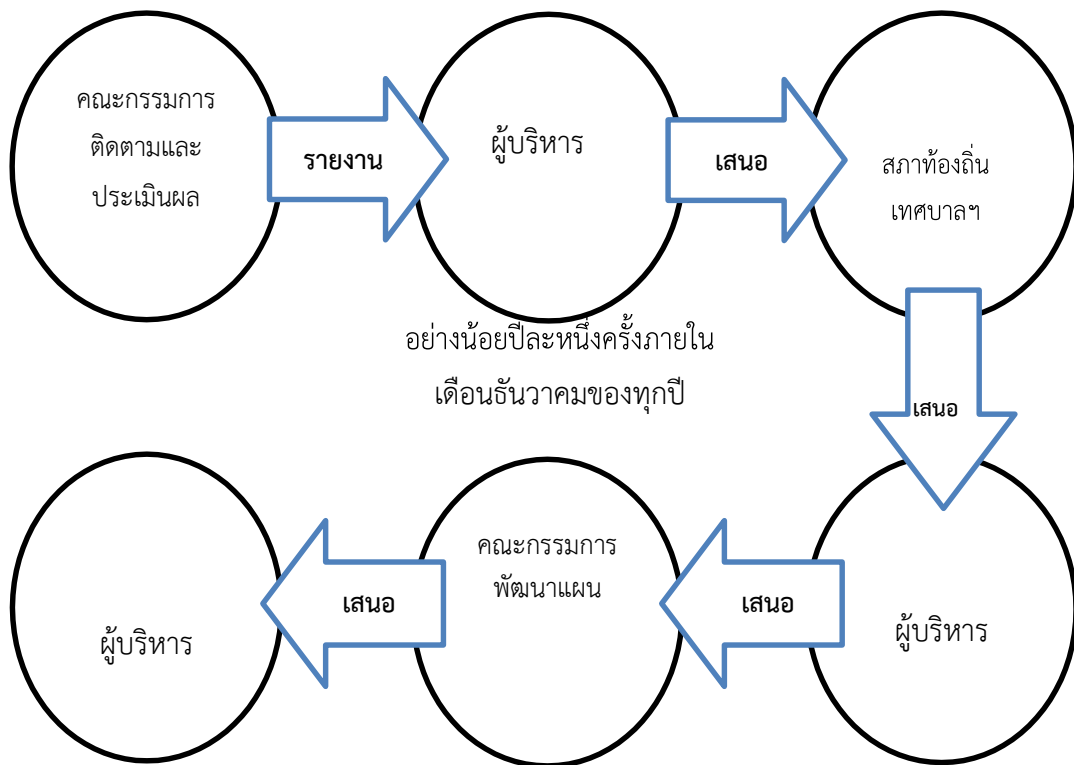 คณะกรรมการ
ติดตามและ
ประเมินผล
รายงาน
ผู้บริหาร
เสนอ
สภาท้องถิ่น
เทศบาลฯ
อย่างน้อยปีละหนึ่งครั้งภายใน
เดือนธันวาคมของทุกปี
เสนอ
ผู้บริหาร
เสนอ
คณะกรรมการ
พัฒนาแผน
เสนอ
ผู้บริหาร